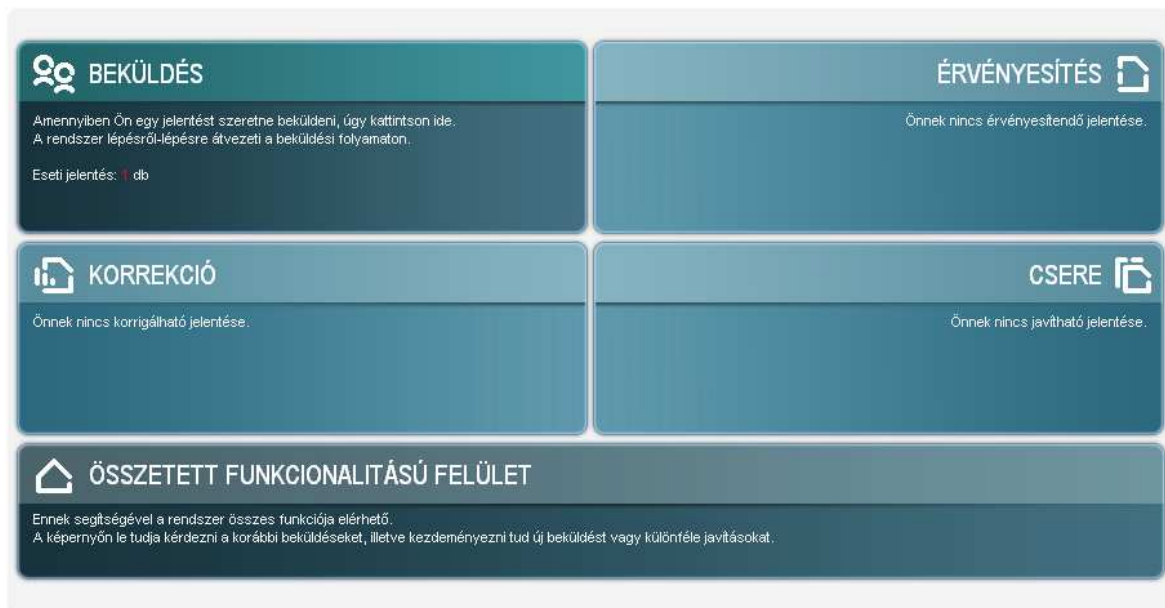 BEKÜLDÉS
Amennyiben Ön egy jelentést szeretne beküldeni, úgy kattintson ide.
A rendszer lépésről-lépésre átvezeti a beküldési folyamaton.
Eseti jelentés: 1 db
ÉRVÉNYESÍTÉS
Önnek nincs érvényesítendő jelentése.
KORREKCIÓ
Önnek nincs korrigálható jelentése.
CSERE
Önnek nincs javítható jelentése.
ÖSSZETETT FUNKCIONALITÁSÚ FELÜLET
Ennek segítségével a rendszer összes funkciója elérhető.
A képernyőn le tudja kérdezni a korábbi beküldéseket, illetve kezdeményezni tud új beküldést vagy különféle javításokat.